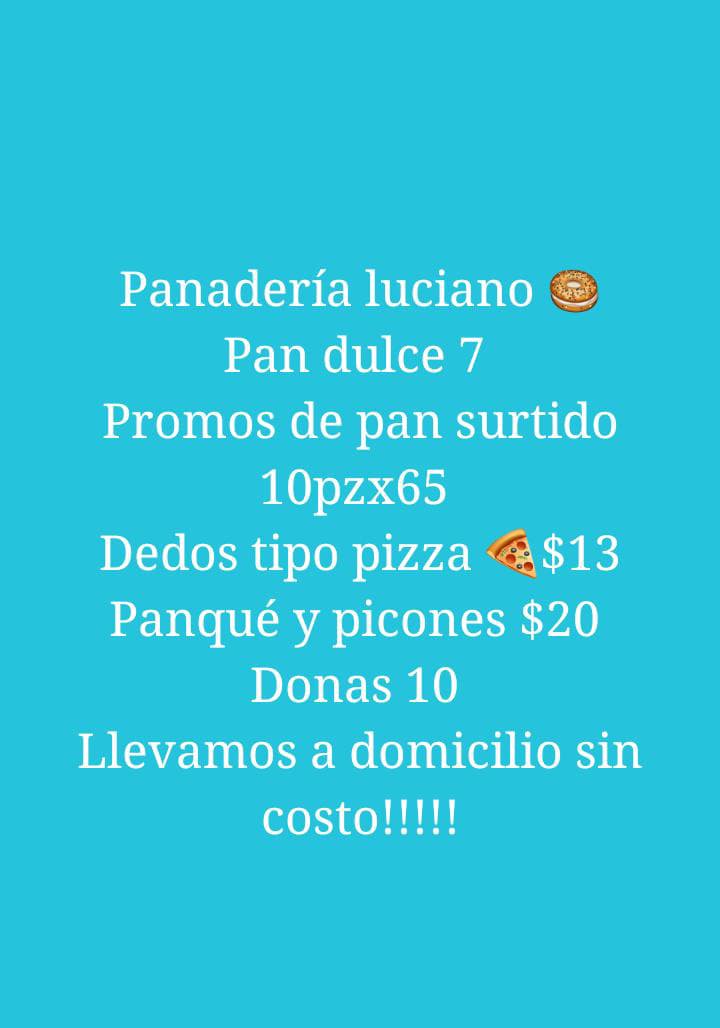 Panadería luciano 🥯
Pan dulce 7
Promos de pan surtido
10pzx65
Dedos tipo pizza 🍕$13
Panqué y picones $20
Donas 10
Llevamos a domicilio sin
costo!!!!!